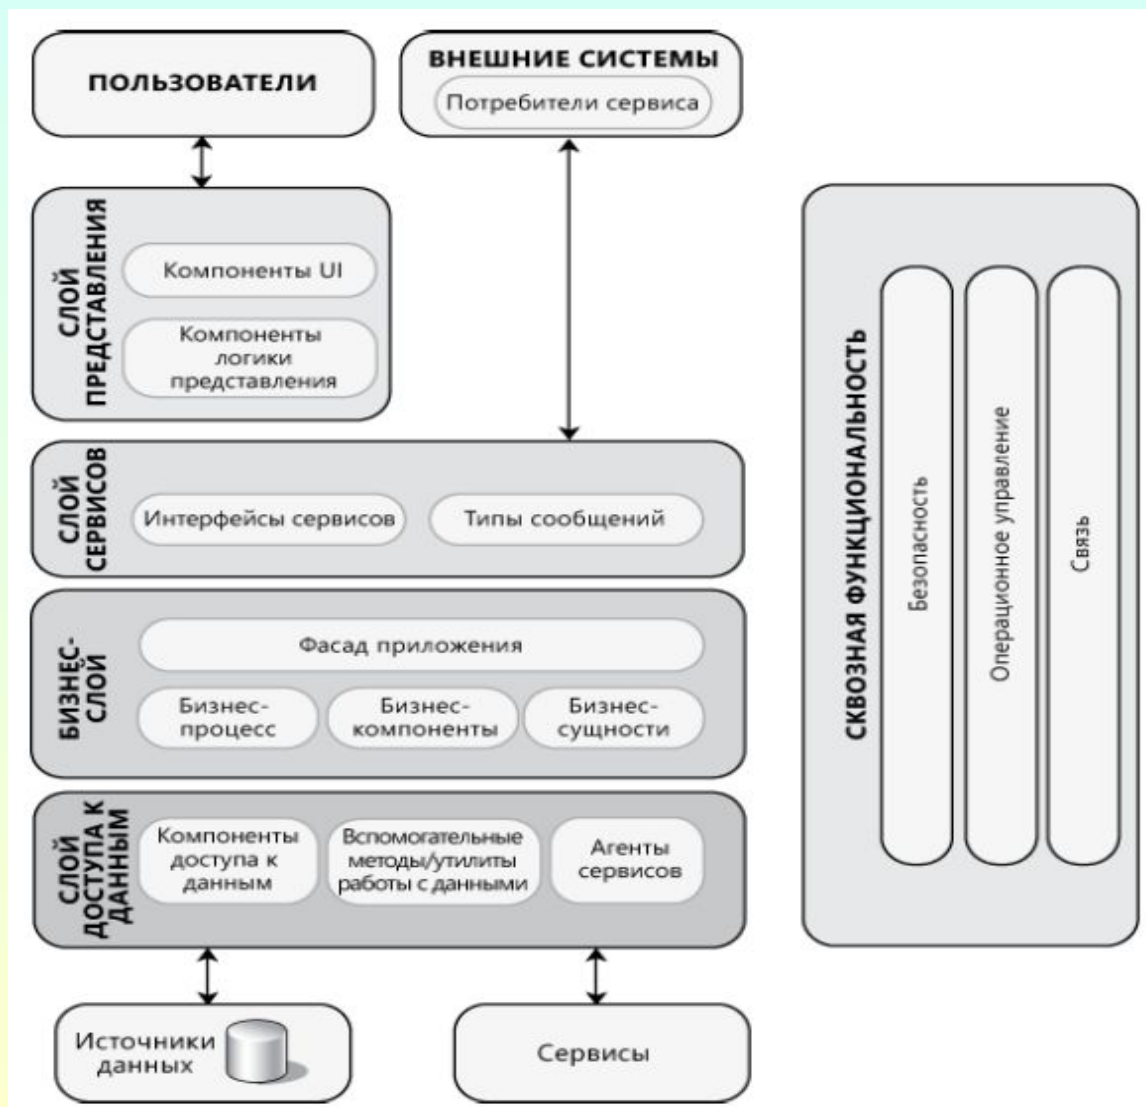 ПОЛЬЗОВАТЕЛИ
ВНЕШНИЕ СИСТЕМЫ
Потребители сервиса
СЛОЙ
ПРЕДСТАВЛЕНИЯ
Компоненты UI
Компоненты
логики
представления
СЛОЙ
СЕРВИСОВ
Интерфейсы сервисов
Типы сообщений
БИЗНЕС-
СЛОЙ
Фасад приложения
Бизнес-
процесс
Бизнес-
компоненты
Бизнес-
сущности
СЛОЙ
ДОСТУПА К
ДАННЫМ
Компоненты
доступа к
данным
Вспомогательные
методы/утилиты
работы с данными
Агенты
сервисов
Источники
данных
Сервисы
СКВОЗНАЯ ФУНКЦИОНАЛЬНОСТЬ
Безопасность
Операционное управление
Связь